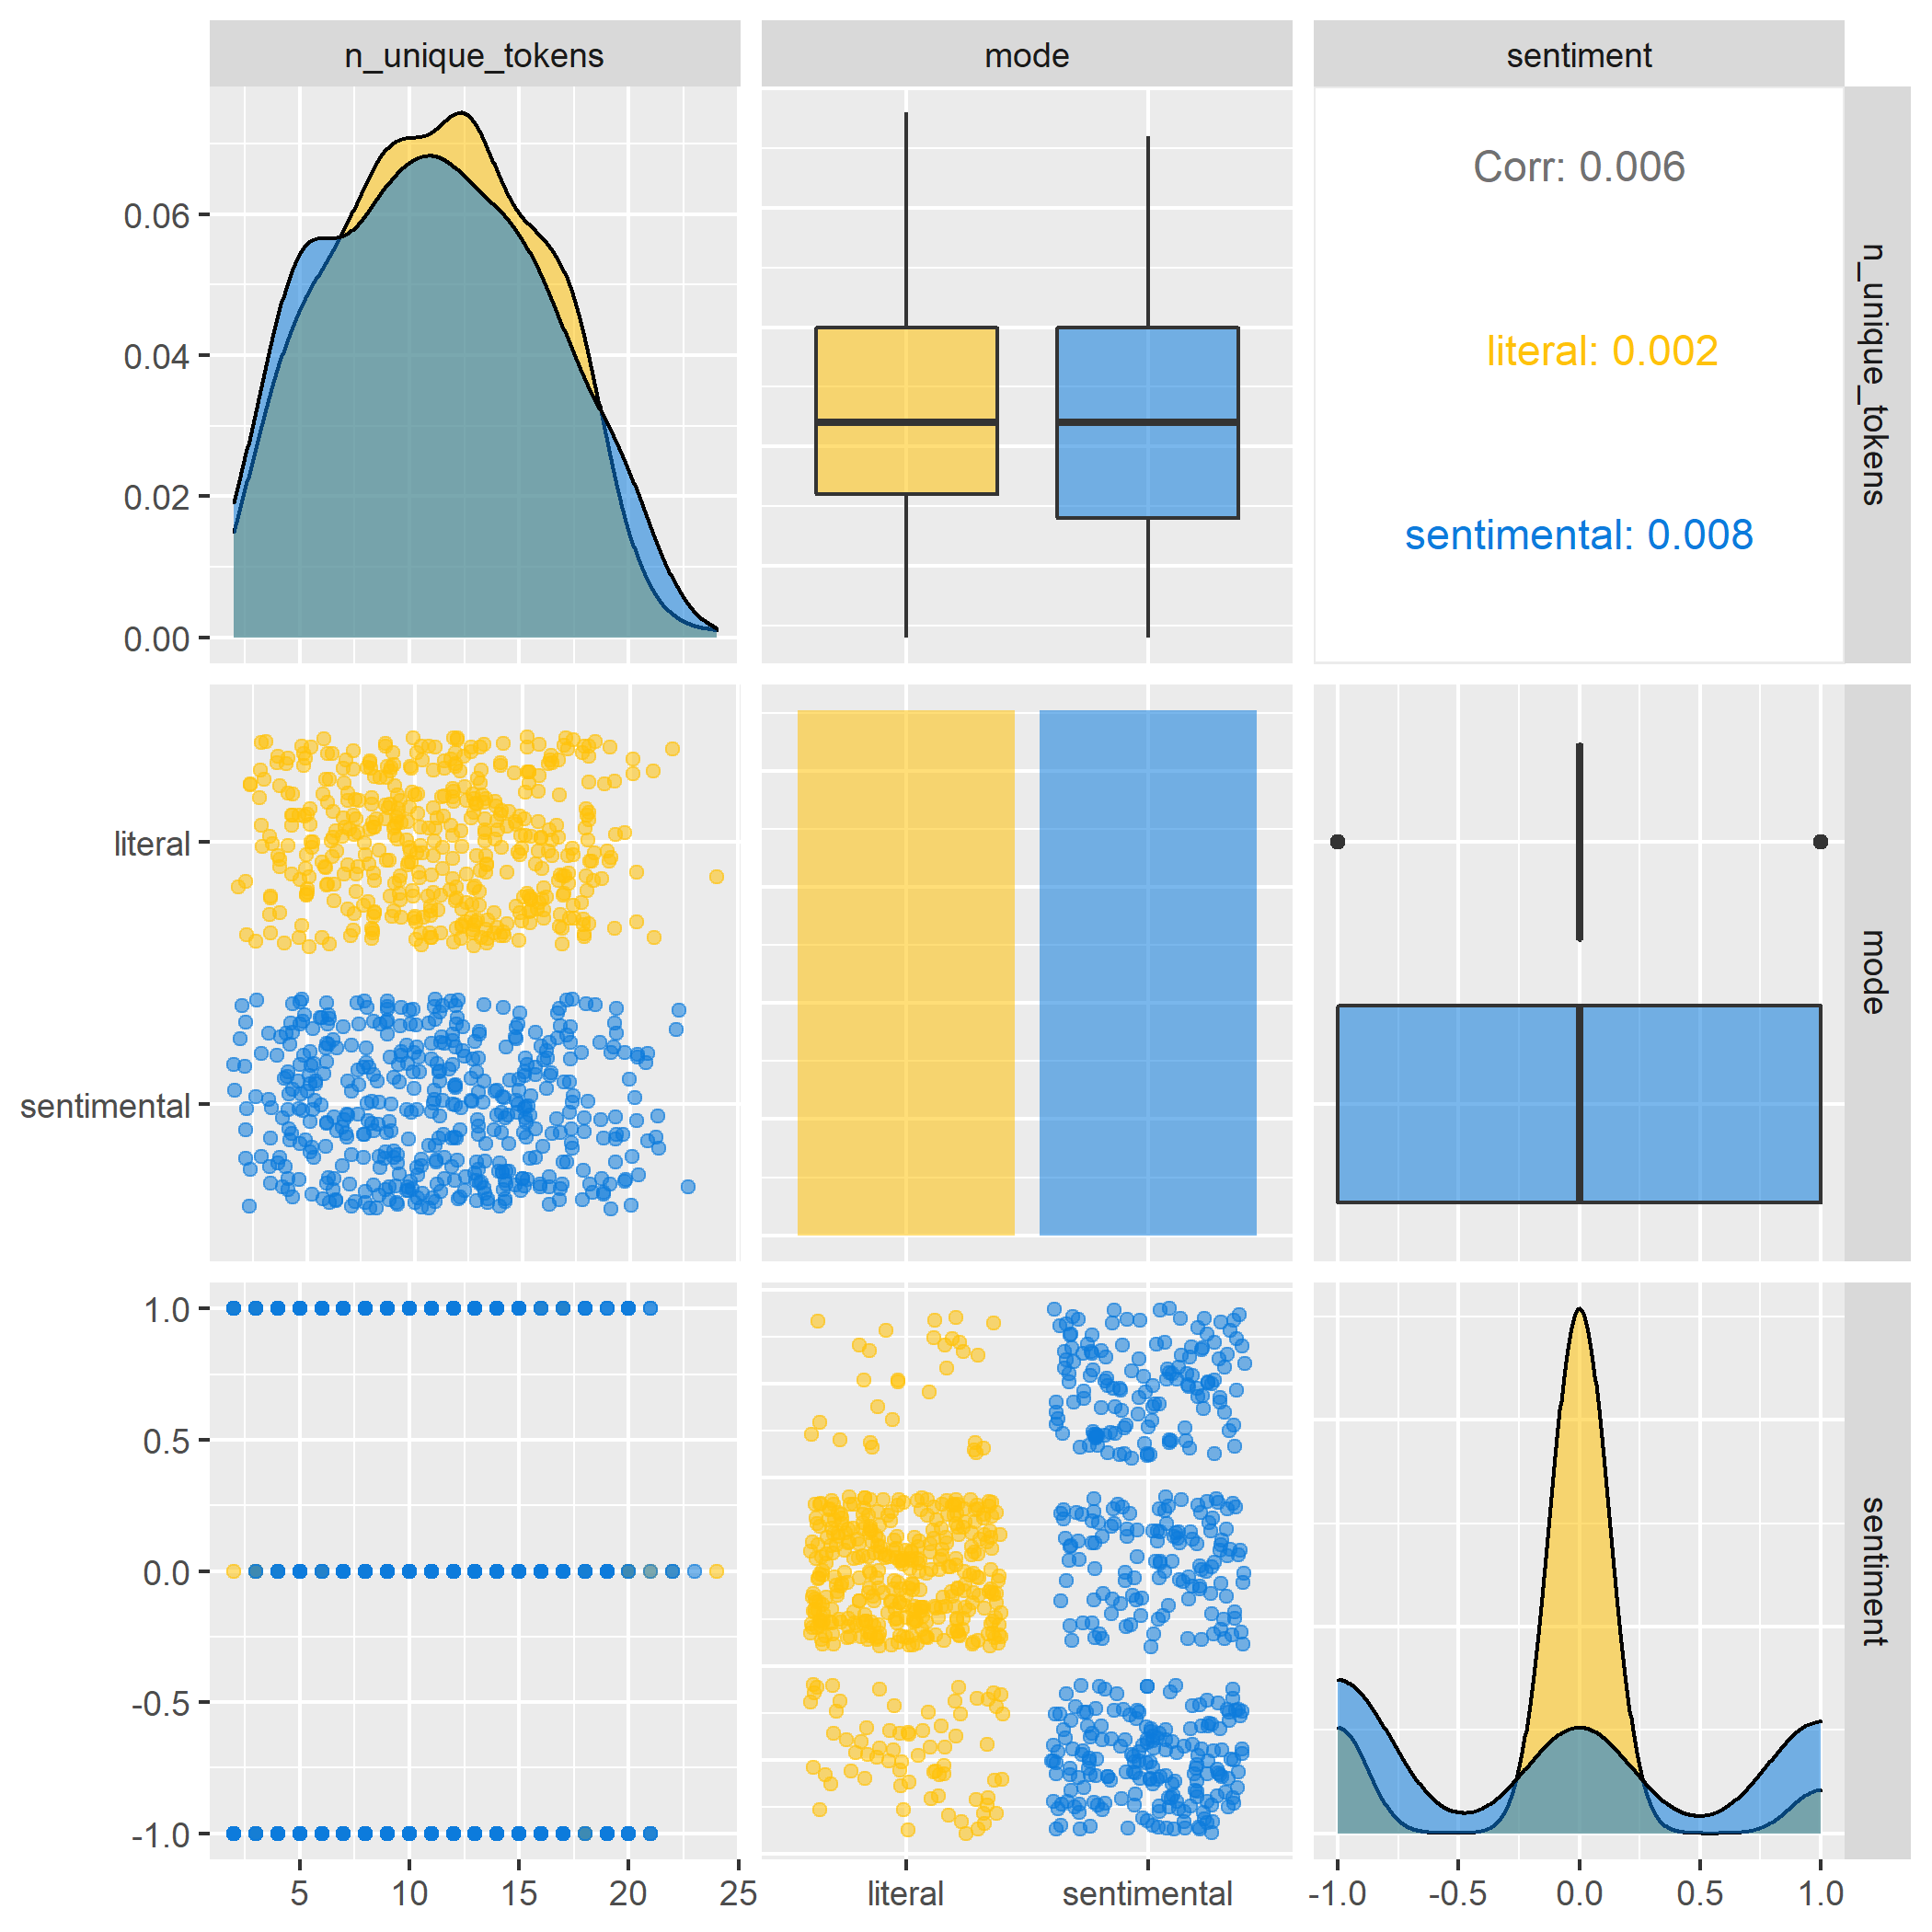 n_unique_tokens
mode
sentiment
0.06
0.04
0.02
0.00
Corr: 0.006
literal: 0.002
sentimental: 0.008
n_unique_tokens
literal
sentimental
mode
1.0
0.5
0.0
-0.5
-1.0
sentiment
5 10 15 20 25
literal sentimental
-1.0 -0.5 0.0 0.5 1.0